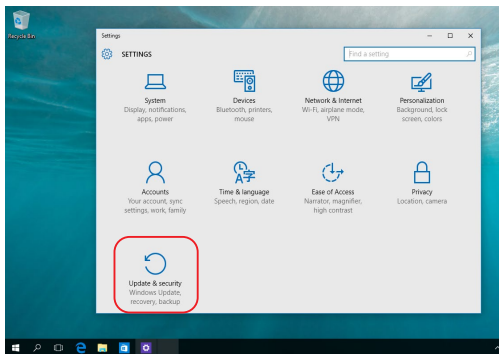 Recycle Bin
Settings
SETTINGS
Find a setting
System
Display, notifications,
apps, power
Devices
Bluetooth, printers,
mouse
Network & Internet
Wi-Fi, airplane mode,
VPN
Personalization
Background, lock
screen, colors
Accounts
Your account, sync
settings, work, family
Time & language
Speech, region, date
Ease of Access
Narrator, magnifier,
high contrast
Privacy
Location, camera
Update & security
Windows Update,
recovery, backup